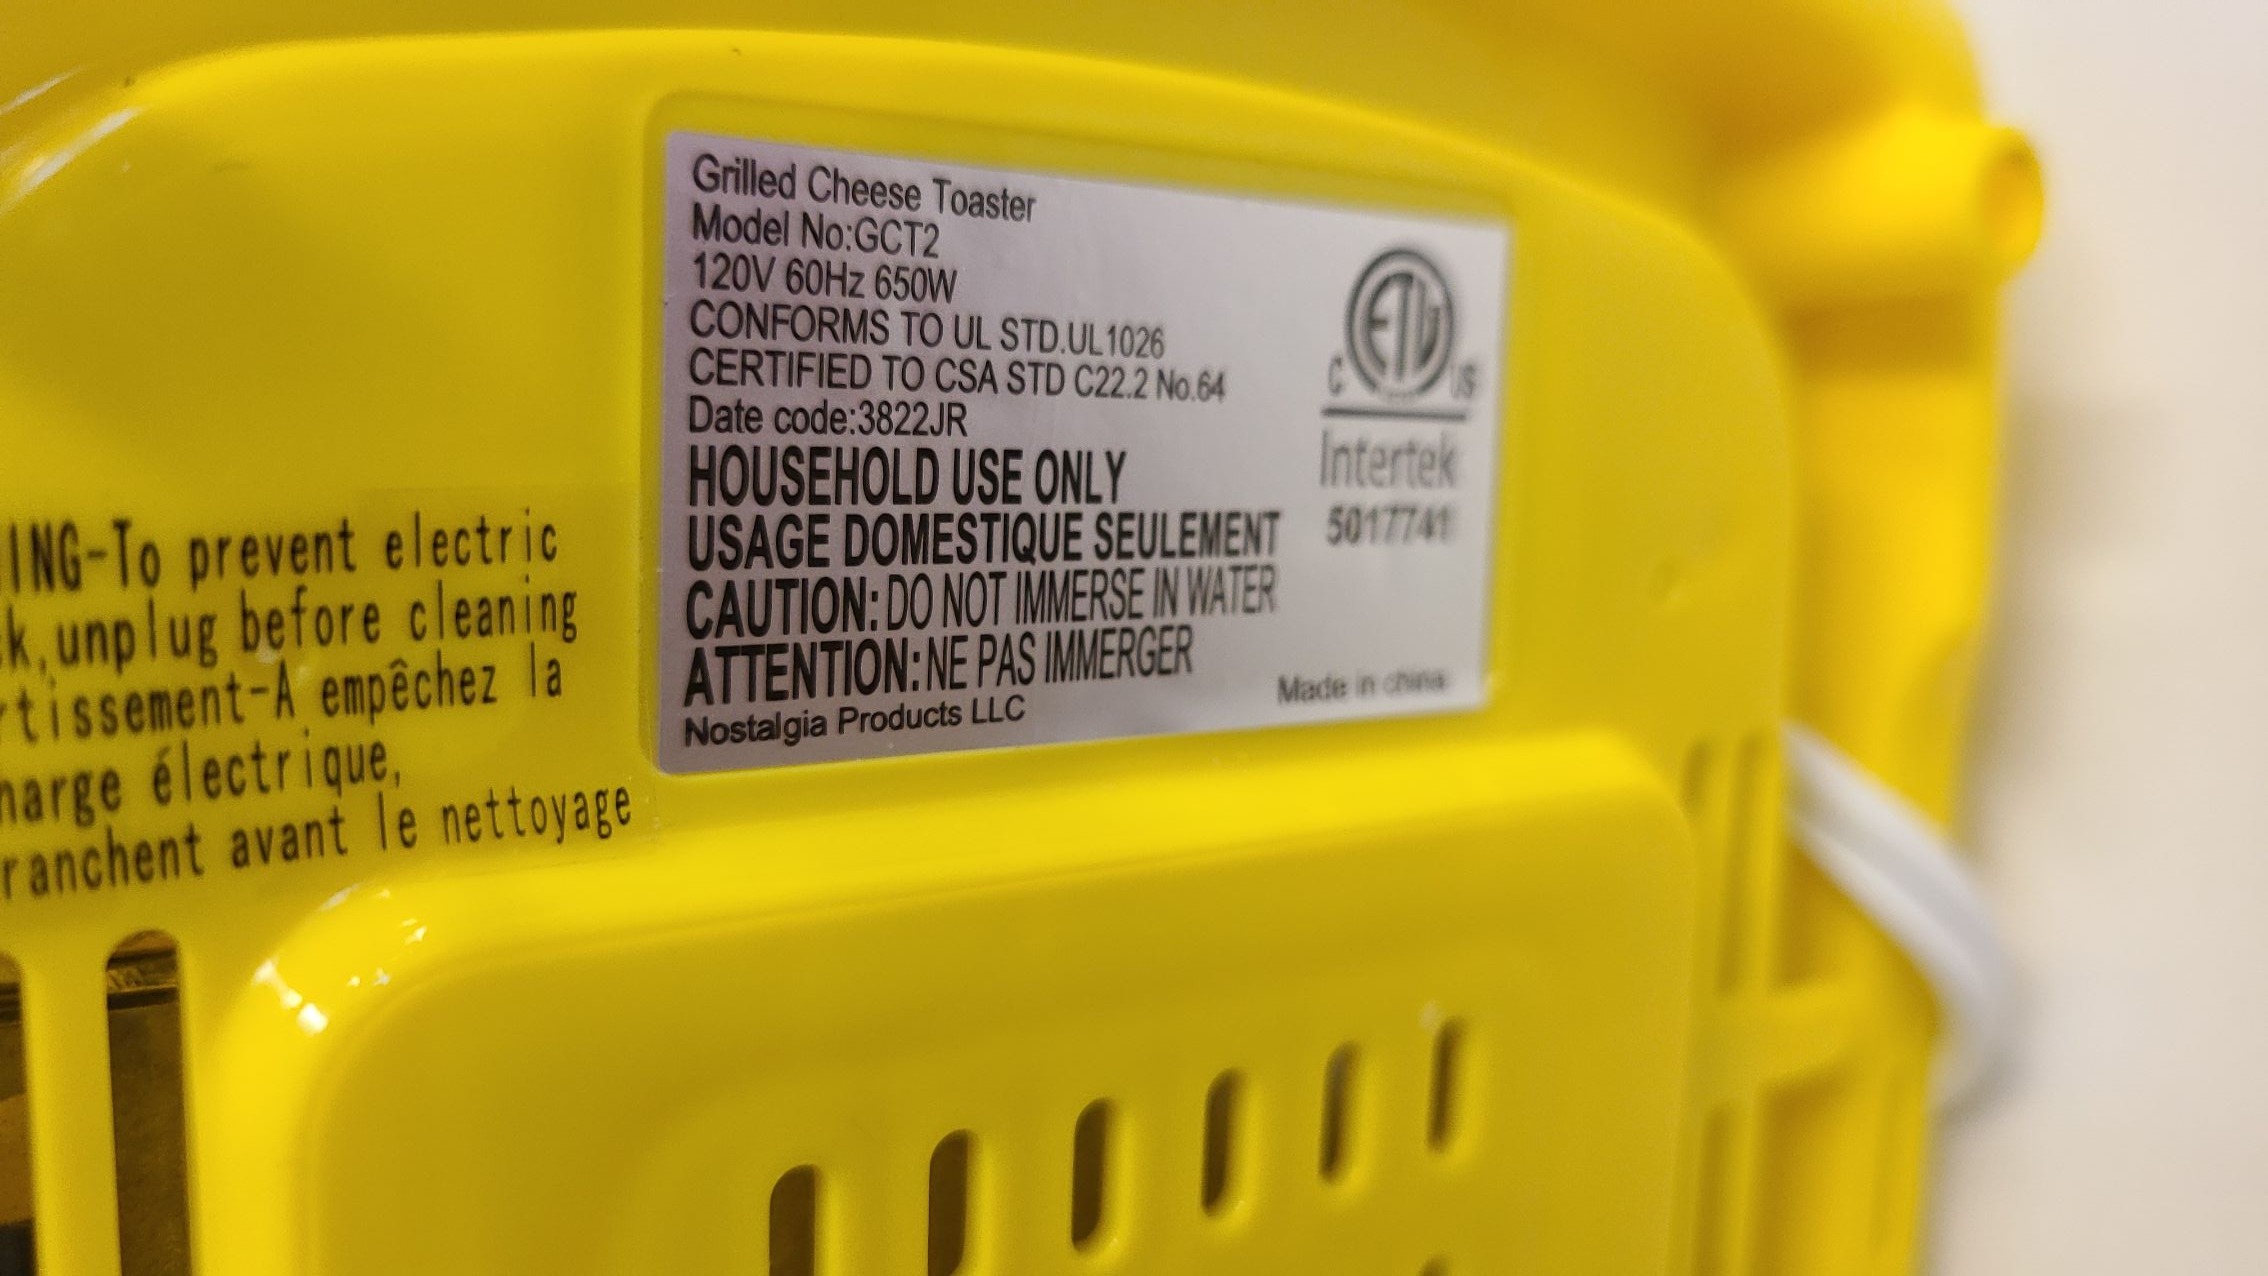 Grilled Cheese Toaster
Model No:GCT2
120V 60Hz 650W
CONFORMS TO UL STD.UL1026
CERTIFIED TO CSA STD C22.2 No.64
Date code:3822JR
HOUSEHOLD USE ONLY
USAGE DOMESTIQUE SEULEMENT
CAUTION: DO NOT IMMERSE IN WATER
ATTENTION: NE PAS IMMERGER
Nostalgia Products LLC
Made in china
ETL
C US
Intertek
5017741
ING-To prevent electric
k,unplug before cleaning
rtissement-A empêchez la
harge électrique,
ranchent avant le nettoyage